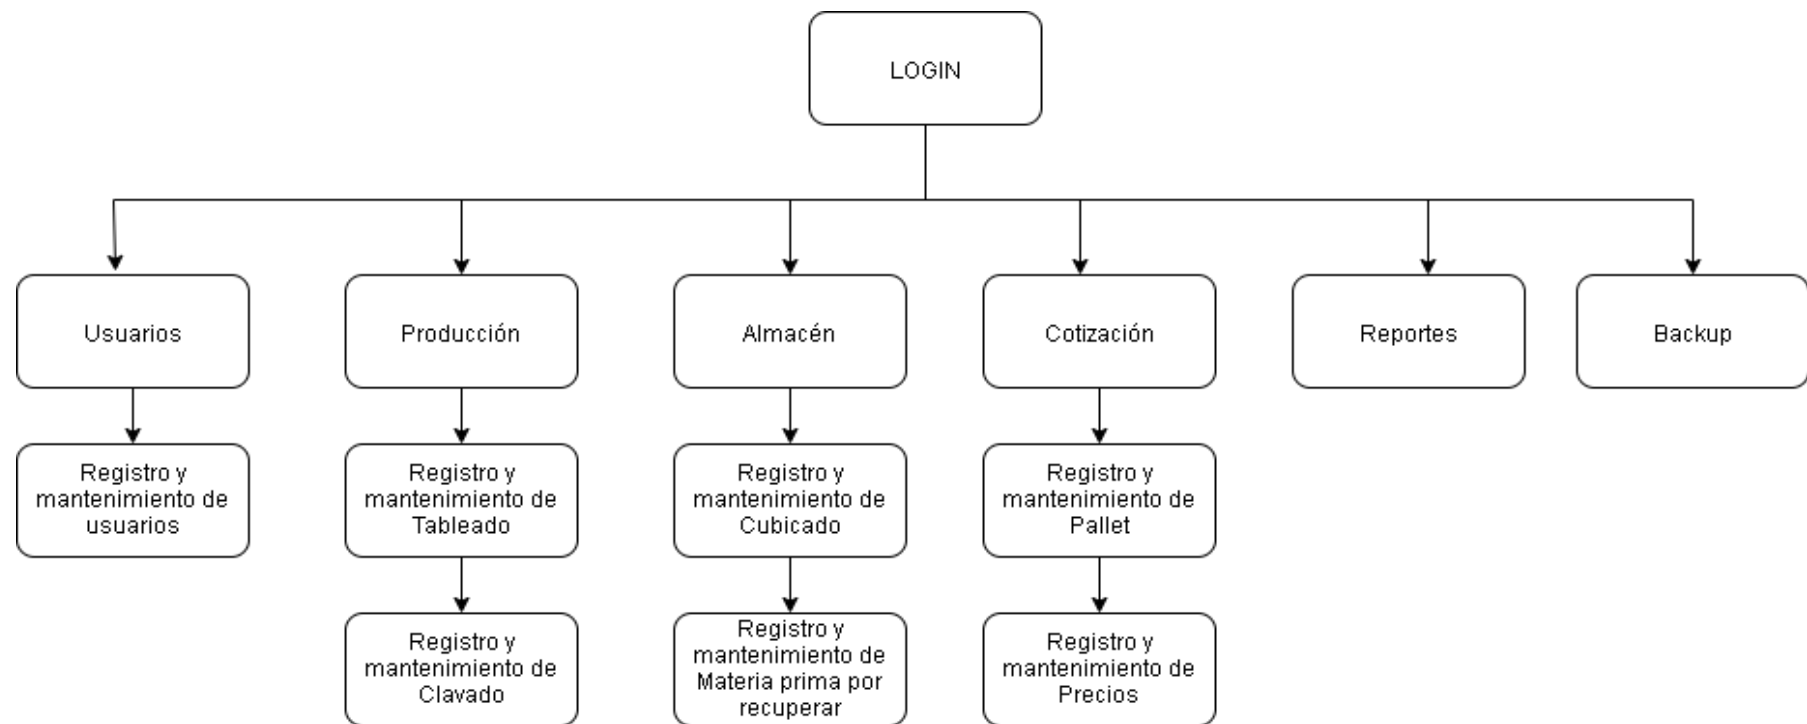 LOGIN
Usuarios
Producción
Almacén
Cotización
Reportes
Backup
Registro y
mantenimiento de
usuarios
Registro y
mantenimiento de
Tableado
Registro y
mantenimiento de
Cubicado
Registro y
mantenimiento de
Pallet
Registro y
mantenimiento de
Clavado
Registro y
mantenimiento de
Materia prima por
recuperar
Registro y
mantenimiento de
Precios